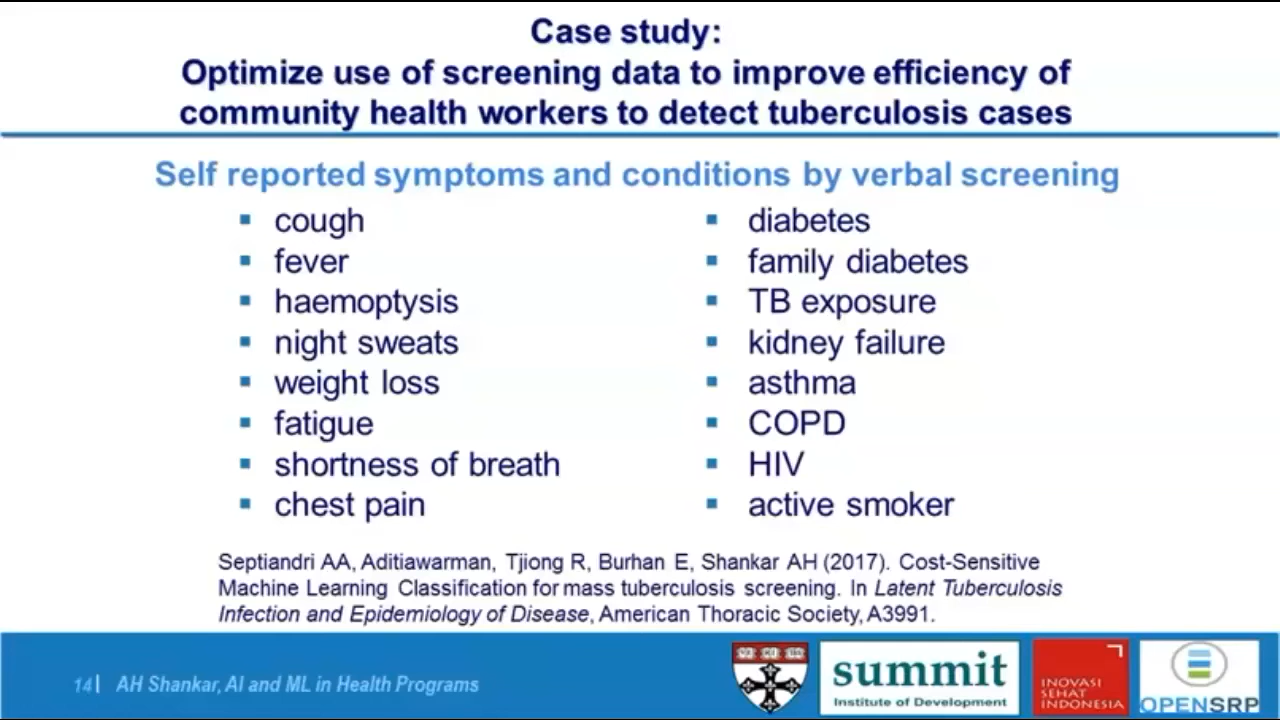 Case study:
Optimize use of screening data to improve efficiency of
community health workers to detect tuberculosis cases
Self reported symptoms and conditions by verbal screening
▪ cough
▪ fever
▪ haemoptysis
▪ night sweats
▪ weight loss
▪ fatigue
▪ shortness of breath
▪ chest pain
▪ diabetes
▪ family diabetes
▪ TB exposure
▪ kidney failure
▪ asthma
▪ COPD
▪ HIV
▪ active smoker
Septiandri AA, Aditiawarman, Tjiong R, Burhan E, Shankar AH (2017). Cost-Sensitive
Machine Learning Classification for mass tuberculosis screening. In Latent Tuberculosis
Infection and Epidemiology of Disease, American Thoracic Society, A3991.
14| AH Shankar, AI and ML in Health Programs
summit
Institute of Development
INOVASI
SEHAT
INDONESIA
OPENSRP